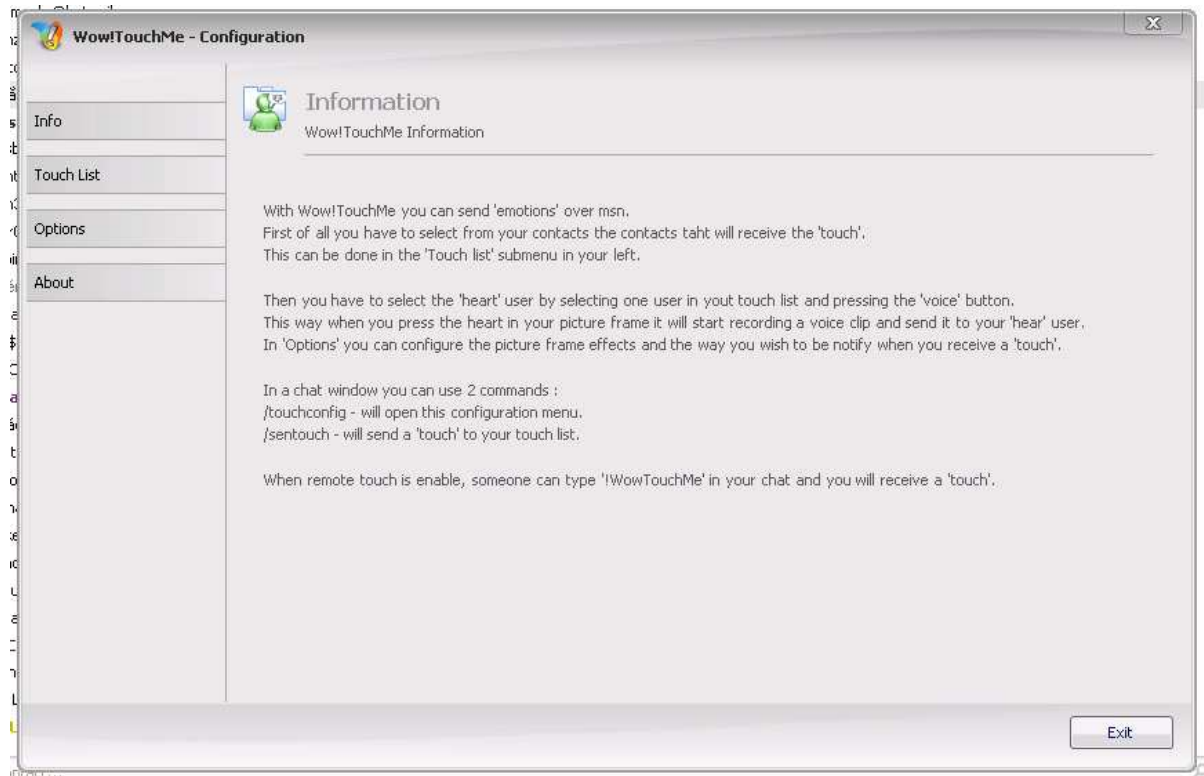 Wow!TouchMe - Configuration
X
Info
Touch List
Options
About
Information
Wow!TouchMe Information
With Wow!TouchMe you can send 'emotions' over msn.
First of all you have to select from your contacts the contacts taht will receive the 'touch'.
This can be done in the 'Touch list' submenu in your left.
Then you have to select the 'heart' user by selecting one user in yout touch list and pressing the 'voice' button.
This way when you press the heart in your picture frame it will start recording a voice clip and send it to your 'hear' user.
In 'Options' you can configure the picture frame effects and the way you wish to be notify when you receive a 'touch'.
In a chat window you can use 2 commands :
/touchconfig - will open this configuration menu.
/sentouch - will send a 'touch' to your touch list.
When remote touch is enable, someone can type '!WowTouchMe' in your chat and you will receive a 'touch'.
Exit